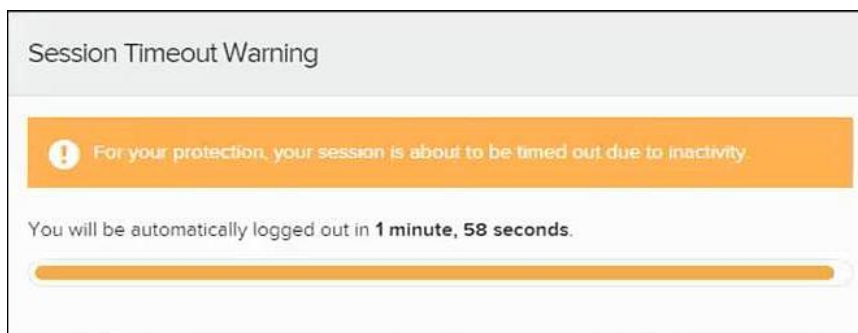 Session Timeout Warning
For your protection, your session is about to be timed out due to inactivity.
You will be automatically logged out in 1 minute, 58 seconds.